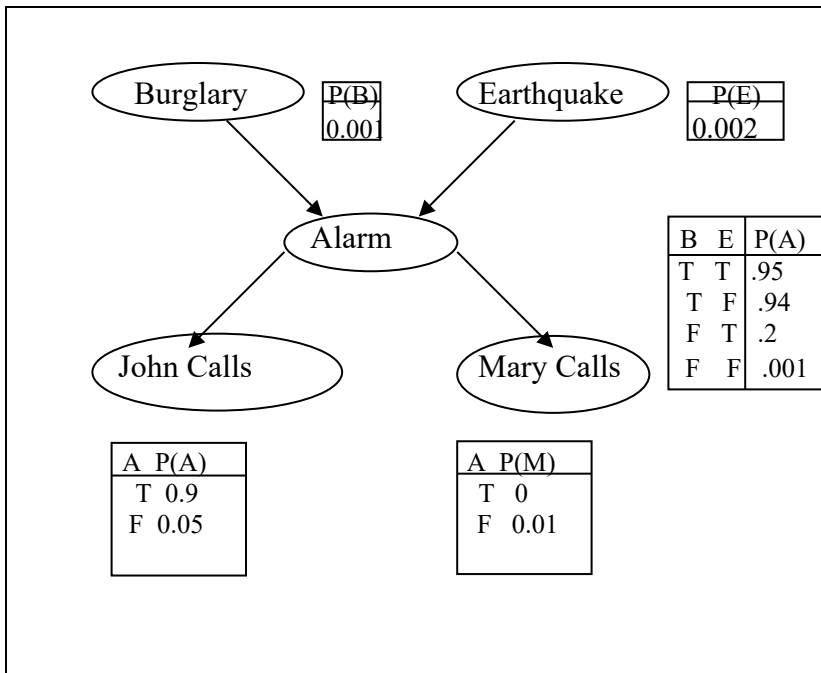 Burglary
P(B)
0.001
Earthquake
P(E)
0.002
Alarm
B E P(A)
T T .95
T F .94
F T .2
F F .001
John Calls
Mary Calls
A P(A)
T 0.9
F 0.05
A P(M)
T 0
F 0.01